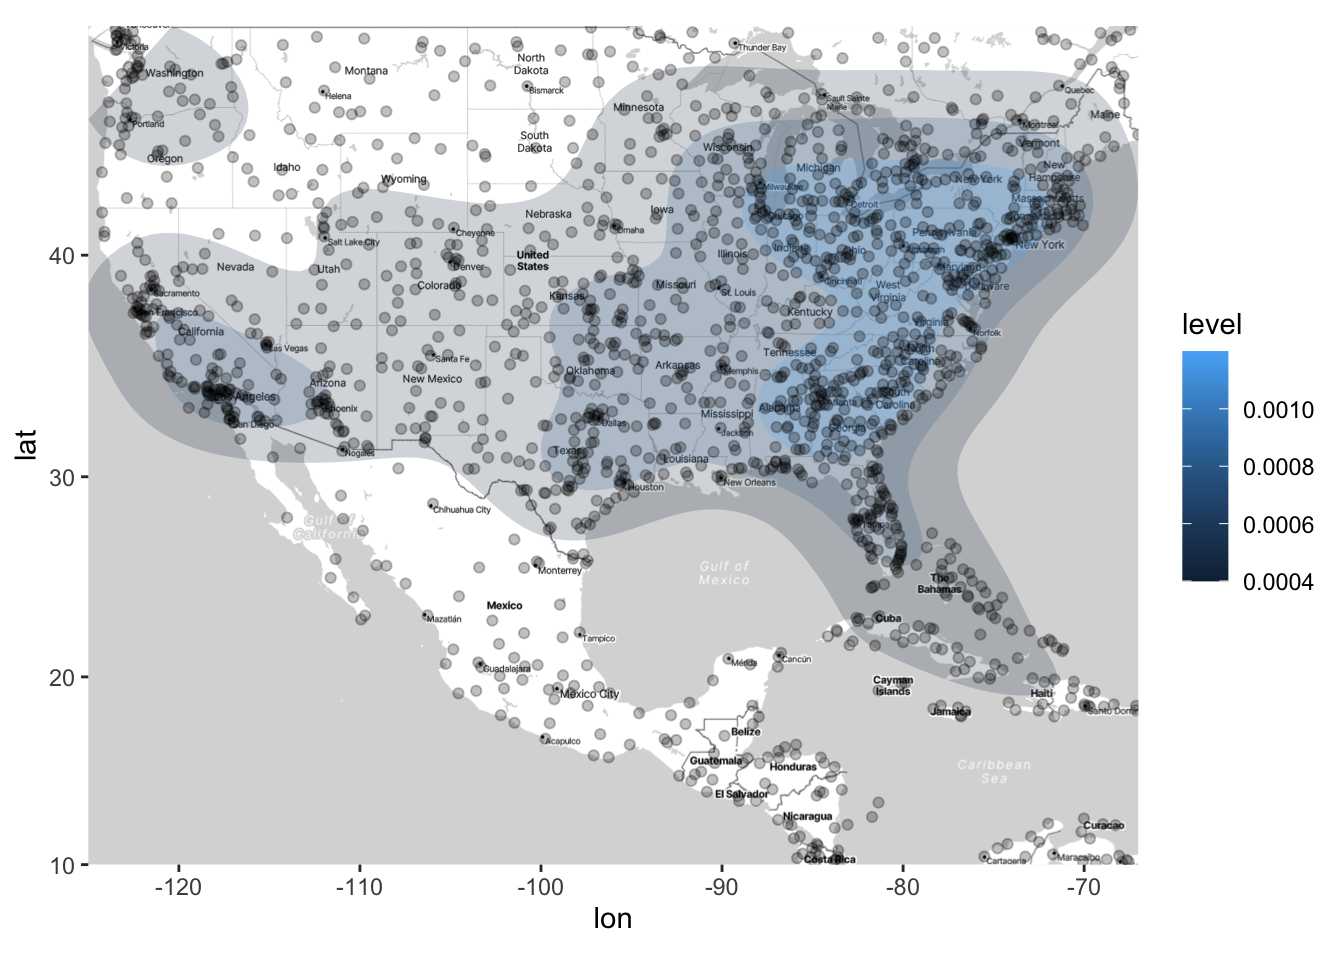 Thunder Bay
Victoria
Washington
Montana
North
Dakota
Helena
Bismarck
Quebec
Minnesota
Sault Sainte
Marie
Portland
South
Dakota
Montreal
Maine
Oregon
Idaho
Wisconsin
Vermont
Michigan
New
Hampshire
Wyoming
Milwaukee
New York
Massachusetts
Nebraska
Iowa
Chicago
Detroit
Cheyenne
Omaha
Pennsylvania
Salt Lake City
New York
40
Nevada
Utah
Denver
United
States
Illinois
Indiana
Ohio
Maryland
Colorado
Kansas
Missouri
St. Louis
Cincinnati
West
Virginia
Delaware
Sacramento
San Francisco
California
Kentucky
Virginia
Norfolk
Las Vegas
Santa Fe
Tennessee
North
Carolina
Arizona
New Mexico
Oklahoma
Arkansas
Memphis
Los Angeles
Phoenix
South
Carolina
San Diego
Dallas
Mississippi
Alabama
Atlanta
Jackson
Georgia
Nogales
Texas
Louisiana
30
Houston
New Orleans
Chihuahua City
Gulf of
California
Tampa
Monterrey
Gulf of
Mexico
The
Bahamas
Mexico
Mazatlán
Cuba
Tampico
Guadalajara
Mérida
Cancún
20
Mexico City
Cayman
Islands
Haiti
Jamaica
Acapulco
Belize
Guatemala
Honduras
Caribbean
Sea
El Salvador
Nicaragua
Curacao
Costa Rica
Cartagena
Maracaibo
10
-120
-110
-100
-90
-80
-70
lon
lat
level
0.0010
0.0008
0.0006
0.0004